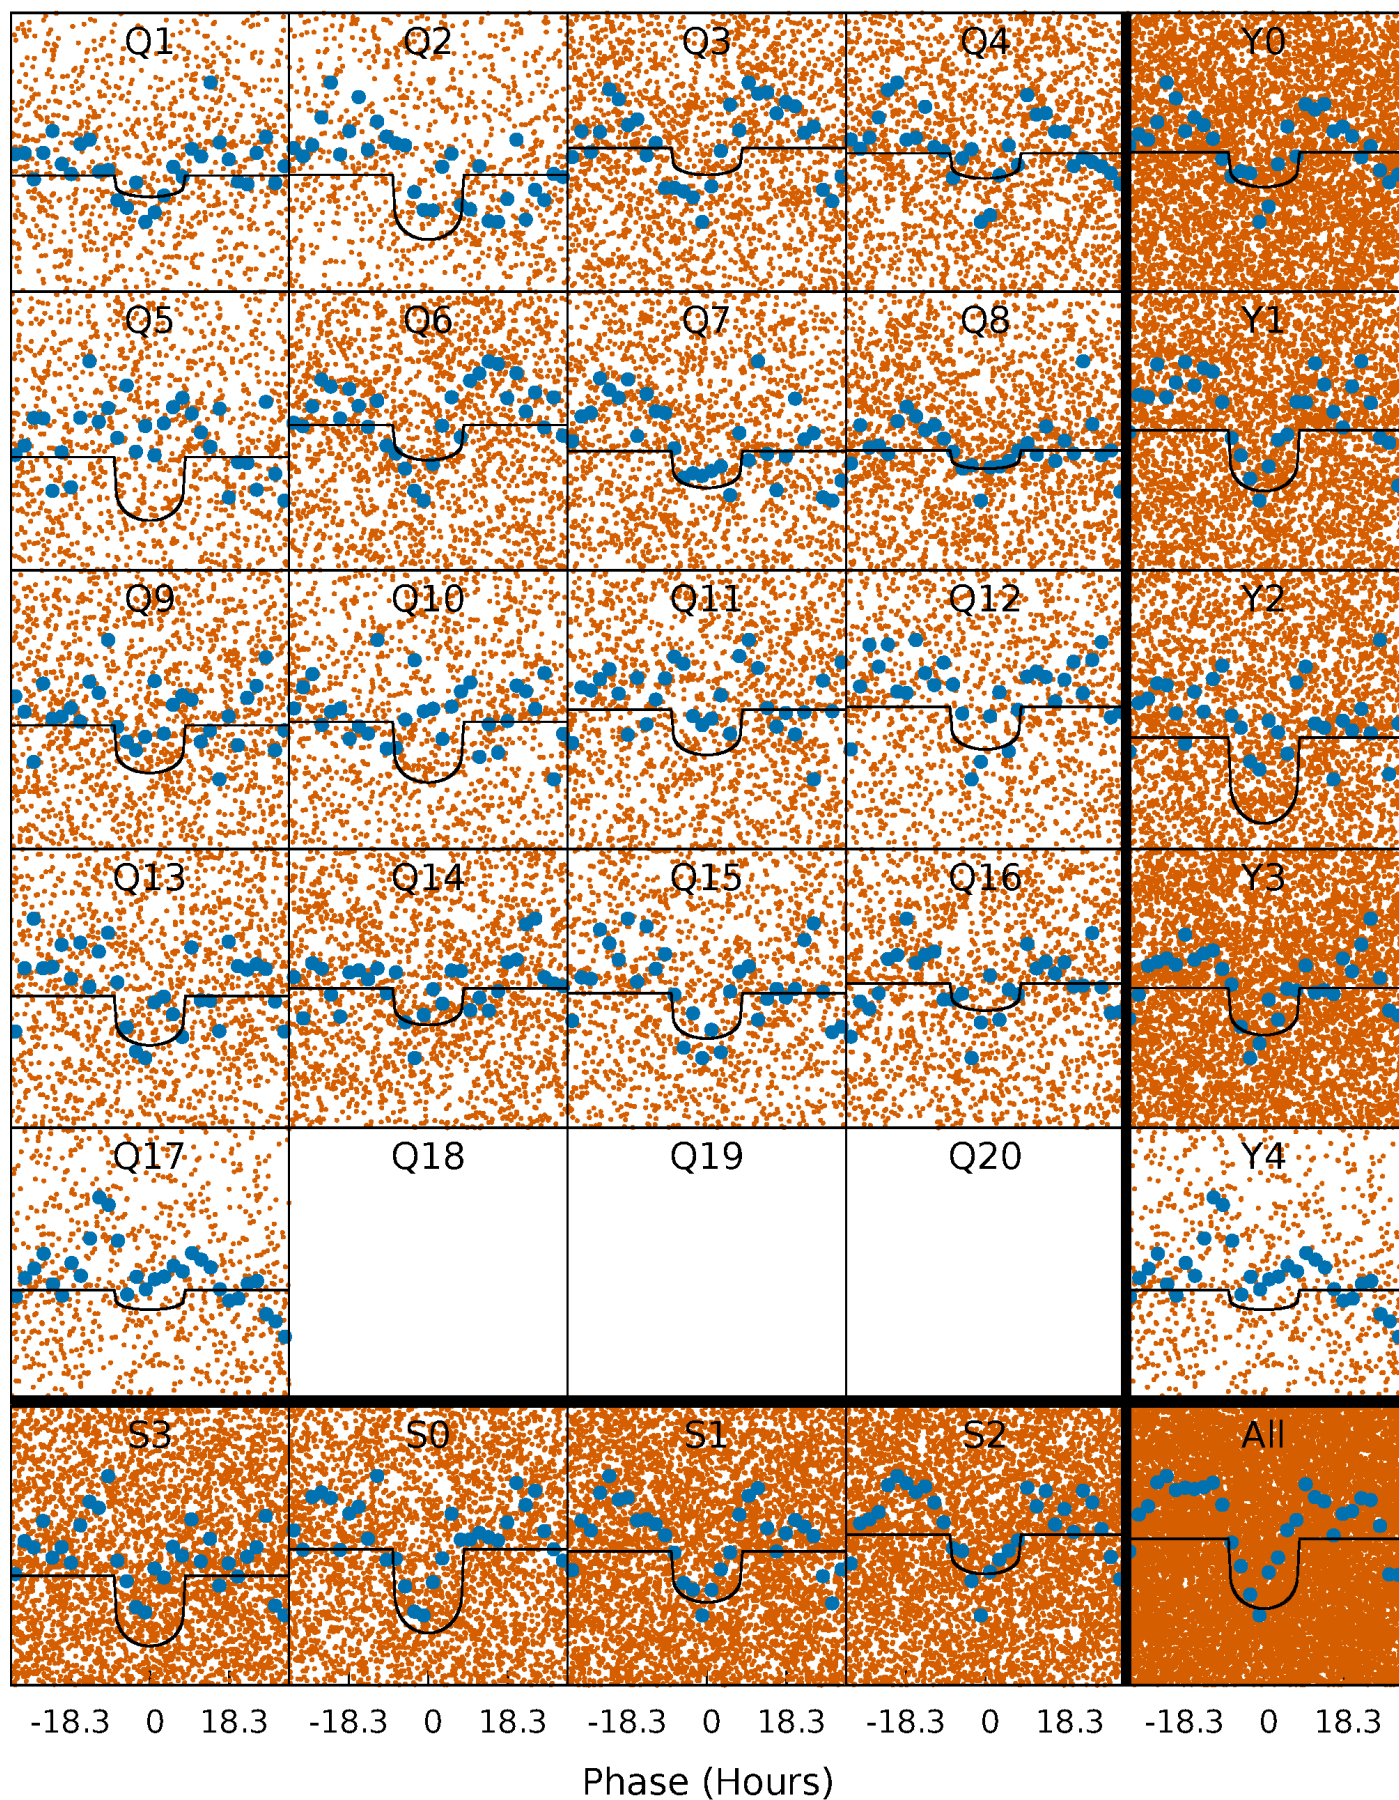 Q1 Q2 Q3 Q4 Y0
Q5 Q6 Q7 Q8 Y1
Q9 Q10 Q11 Q12 Y2
Q13 Q14 Q15 Q16 Y3
Q17 Q18 Q19 Q20 Y4
S3 S0 S1 S2 All
-18.3 0 18.3 -18.3 0 18.3 -18.3 0 18.3 -18.3 0 18.3 -18.3 0 18.3
Phase (Hours)